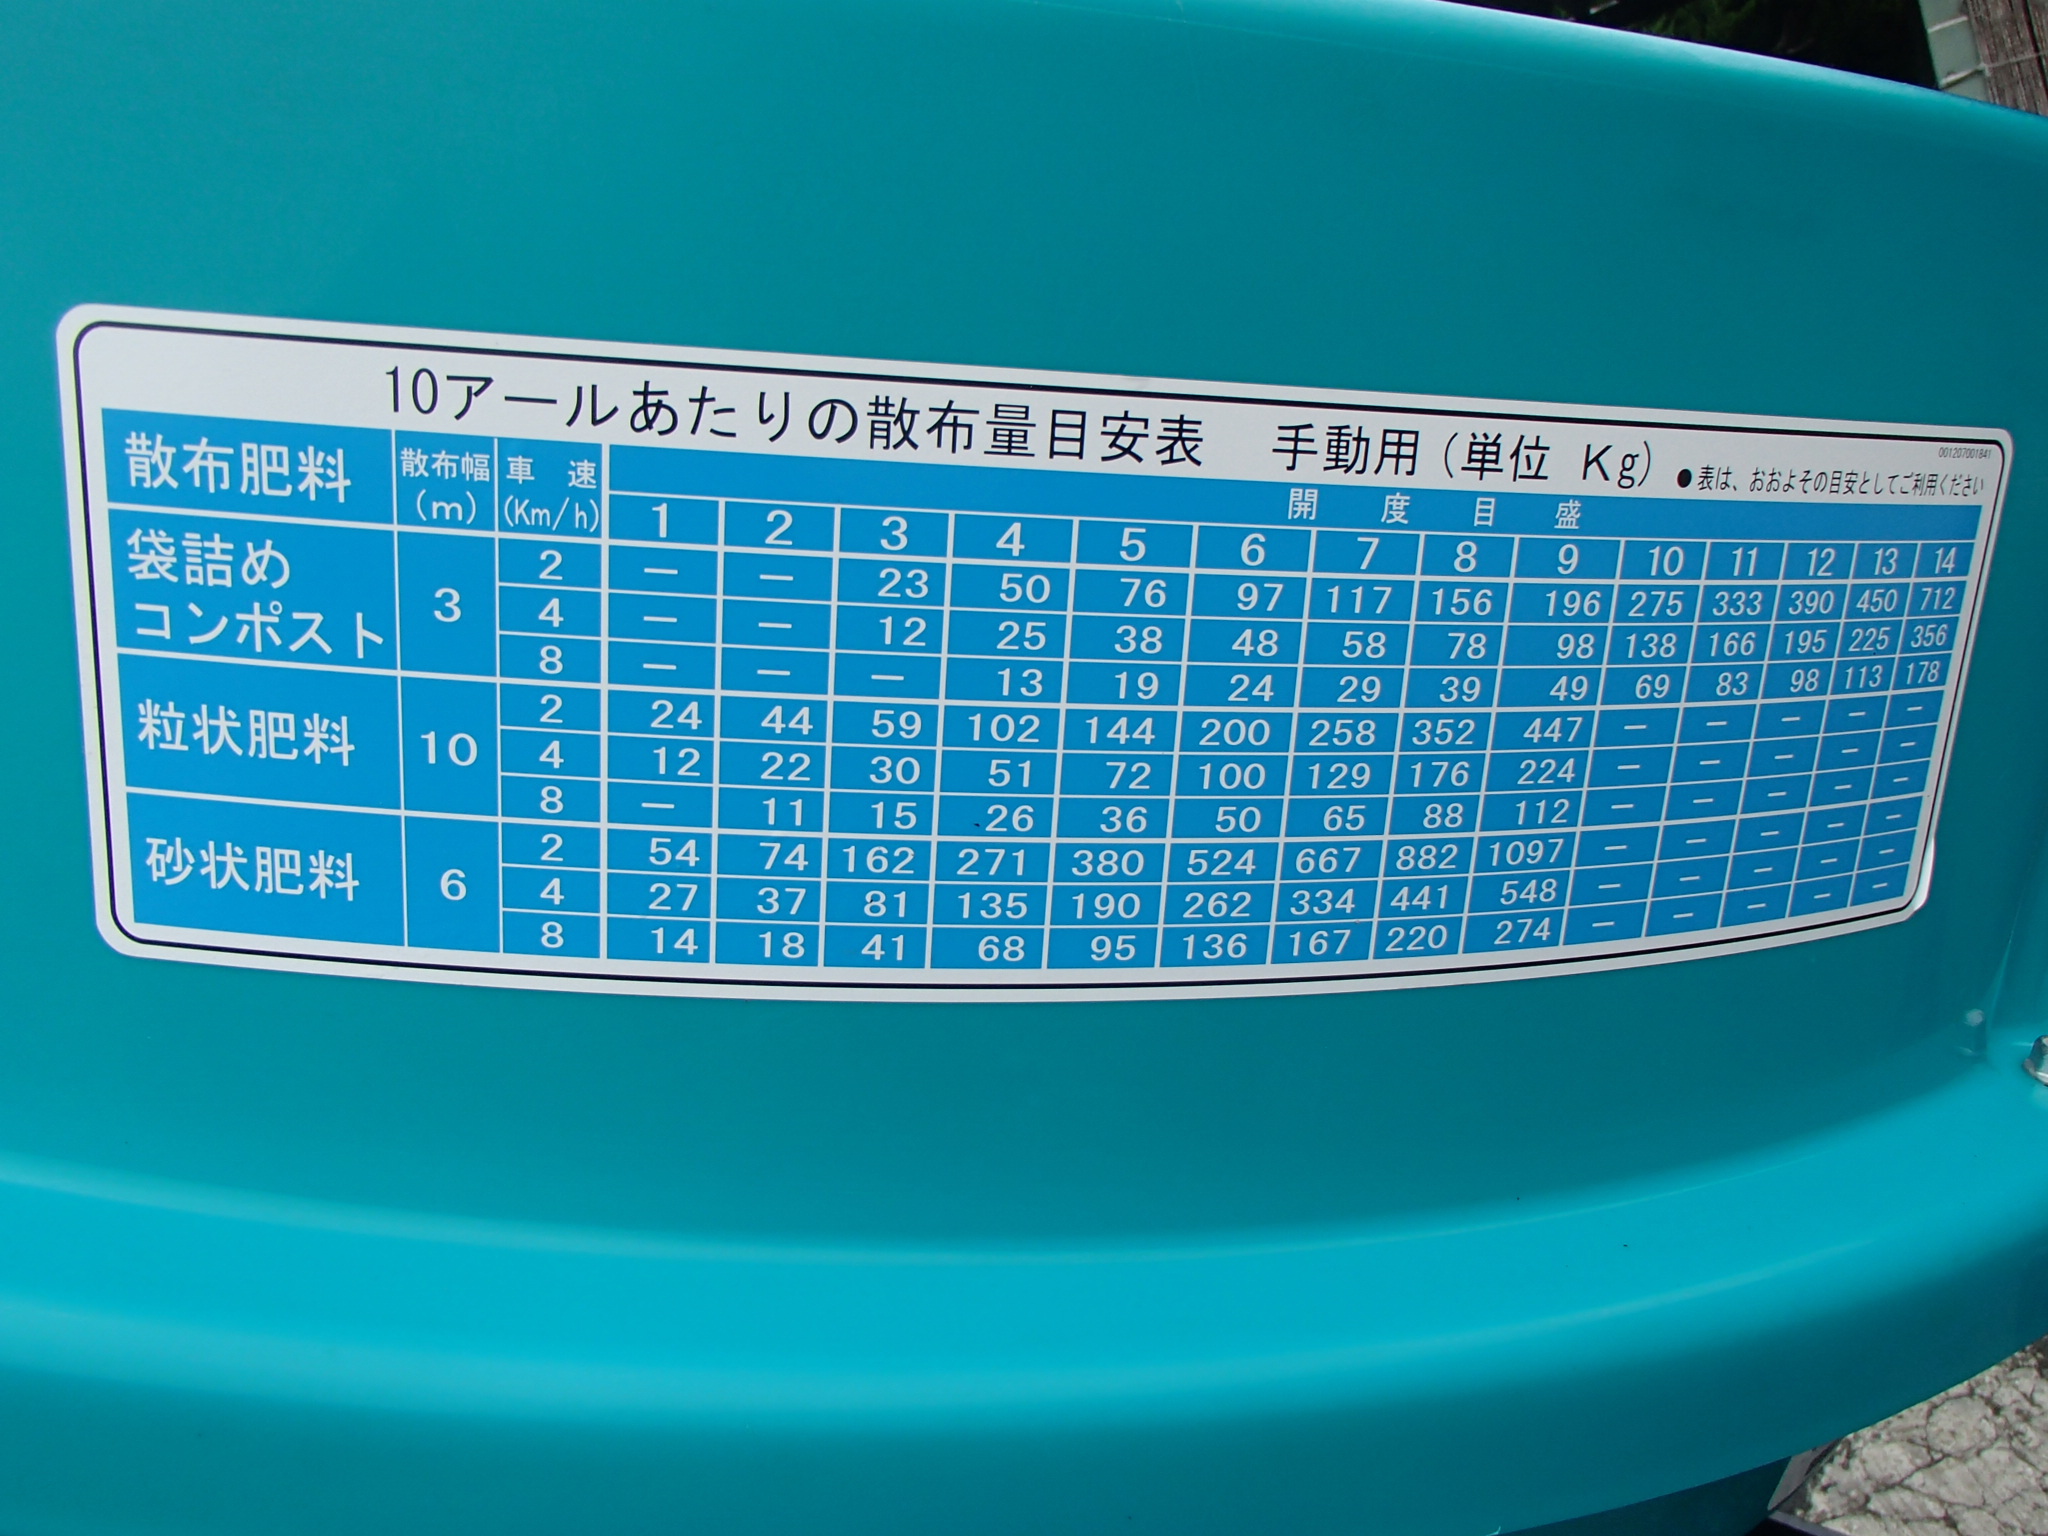 10アールあたりの散布量目安表 手動用(単位 Kg)
001207001841
●表は、おおよその目安としてご利用ください
散布肥料 散布幅(m) 車速(Km/h) 開度目盛
1 2 3 4 5 6 7 8 9 10 11 12 13 14
袋詰めコンポスト 3 2 － － 23 50 76 97 117 156 196 275 333 390 450 712
4 － － 12 25 38 48 58 78 98 138 166 195 225 356
8 － － － 13 19 24 29 39 49 69 83 98 113 178
粒状肥料 10 2 24 44 59 102 144 200 258 352 447 － － － － －
4 12 22 30 51 72 100 129 176 224 － － － － －
8 － 11 15 26 36 50 65 88 112 － － － － －
砂状肥料 6 2 54 74 162 271 380 524 667 882 1097 － － － － －
4 27 37 81 135 190 262 334 441 548 － － － － －
8 14 18 41 68 95 136 167 220 274 － － － － －